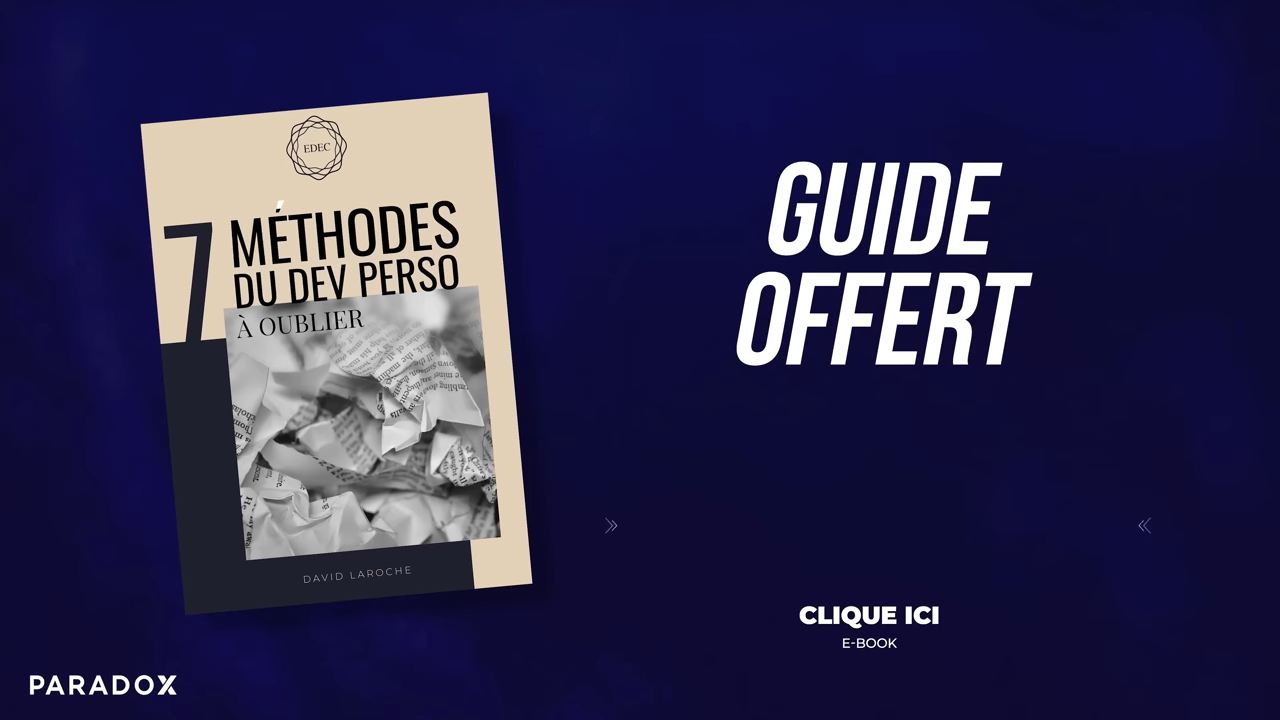 EDEC
7 MÉTHODES
DU DEV PERSO
À OUBLIER
DAVID LAROCHE
GUIDE
OFFERT
CLIQUE ICI
E-BOOK
PARADOX